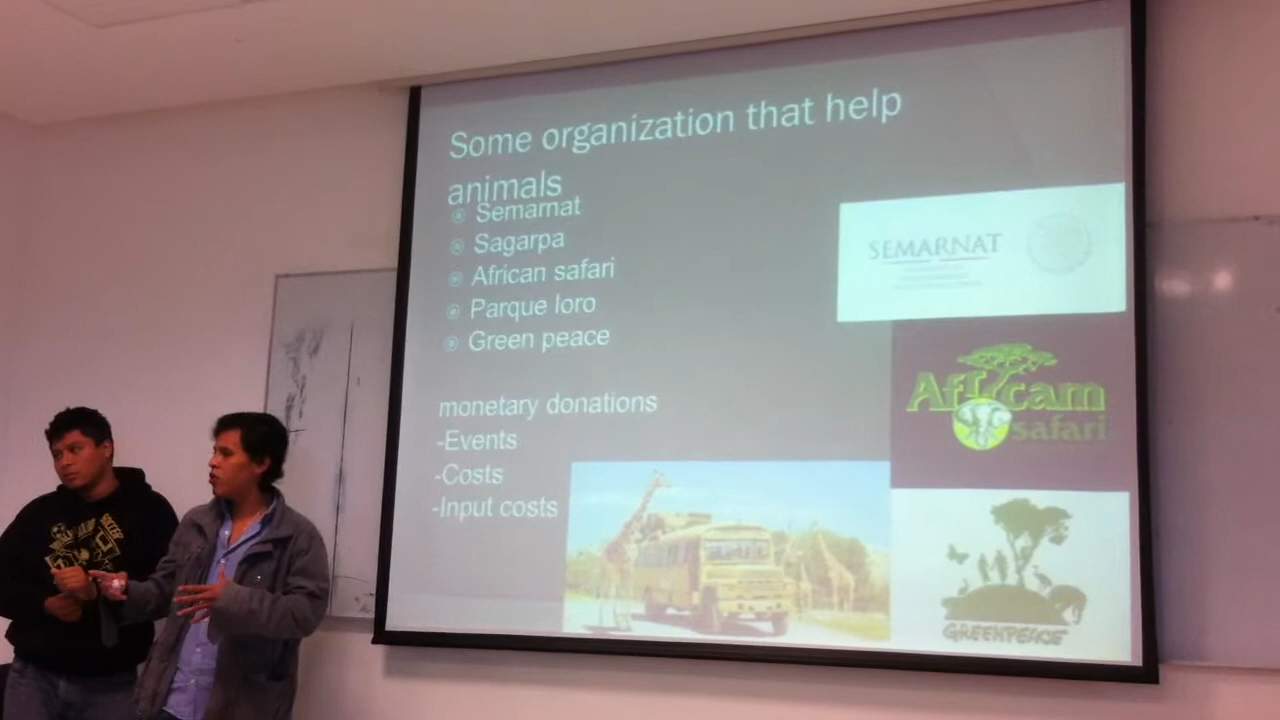 Some organization that help
animals
Semarnat
Sagarpa
African safari
Parque loro
Green peace
monetary donations
-Events
-Costs
-Input costs
SEMARNAT
Africam
safari
GREENPEACE
SOCCER